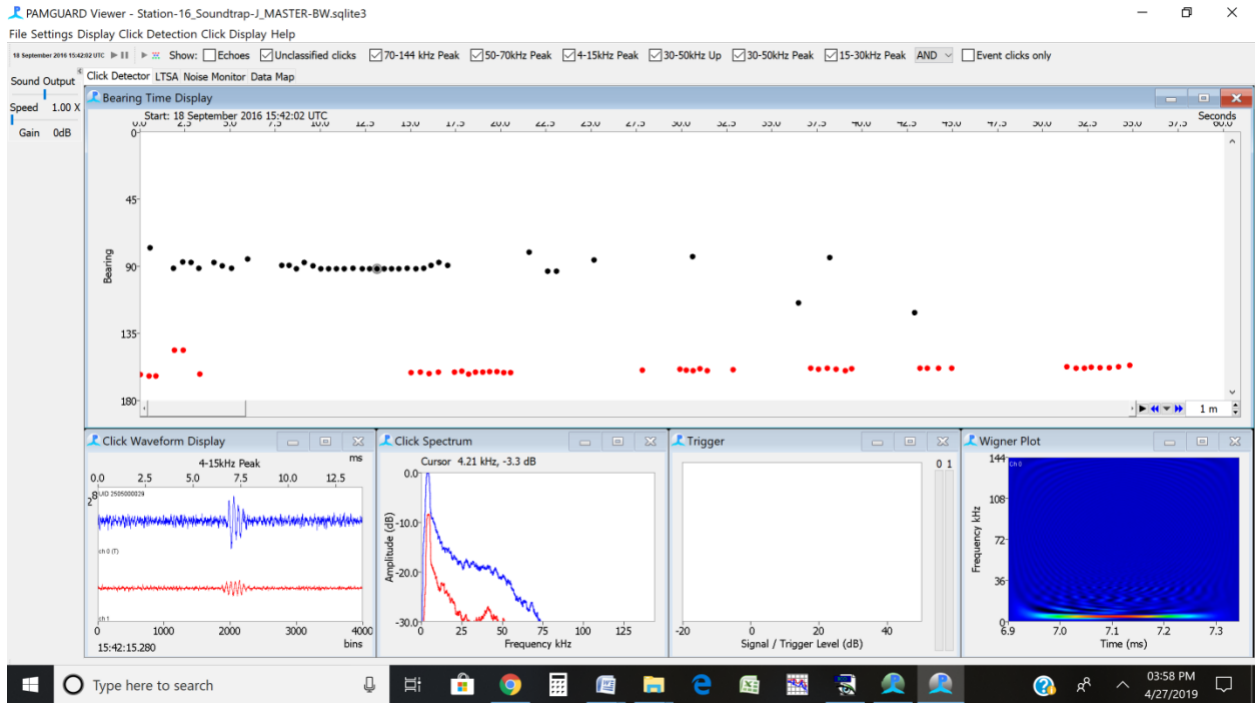 PAMGUARD Viewer - Station-16_Soundtrap-J_MASTER-BW.sqlite3
File Settings Display Click Detection Click Display Help
18 September 2016 15:42:02 UTC Show: Echoes Unclassified clicks 70-144 kHz Peak 50-70kHz Peak 4-15kHz Peak 30-50kHz Up 30-50kHz Peak 15-30kHz Peak AND Event clicks only
Sound Output
Speed 1.00 X
Gain 0dB
Click Detector LTSA Noise Monitor Data Map
Bearing Time Display
Start: 18 September 2016 15:42:02 UTC Seconds
0.0 2.5 5.0 7.5 10.0 12.5 15.0 17.5 20.0 22.5 25.0 27.5 30.0 32.5 35.0 37.5 40.0 42.5 45.0 47.5 50.0 52.5 55.0 57.5 60.0
0
45
90
135
180
Bearing
1 m
Click Waveform Display
4-15kHz Peak ms
0.0 2.5 5.0 7.5 10.0 12.5
UID 2505000029
ch 0 (T)
ch 1
0 1000 2000 3000 4000
15:42:15.280 bins
Click Spectrum
Cursor 4.21 kHz, -3.3 dB
0.0
-10.0
-20.0
-30.0
Amplitude (dB)
0 25 50 75 100 125
Frequency kHz
Trigger
0 1
-20 0 20 40
Signal / Trigger Level (dB)
Wigner Plot
Ch 0
144
108
72
36
0
Frequency kHz
6.9 7.0 7.1 7.2 7.3
Time (ms)
Type here to search
03:58 PM
4/27/2019